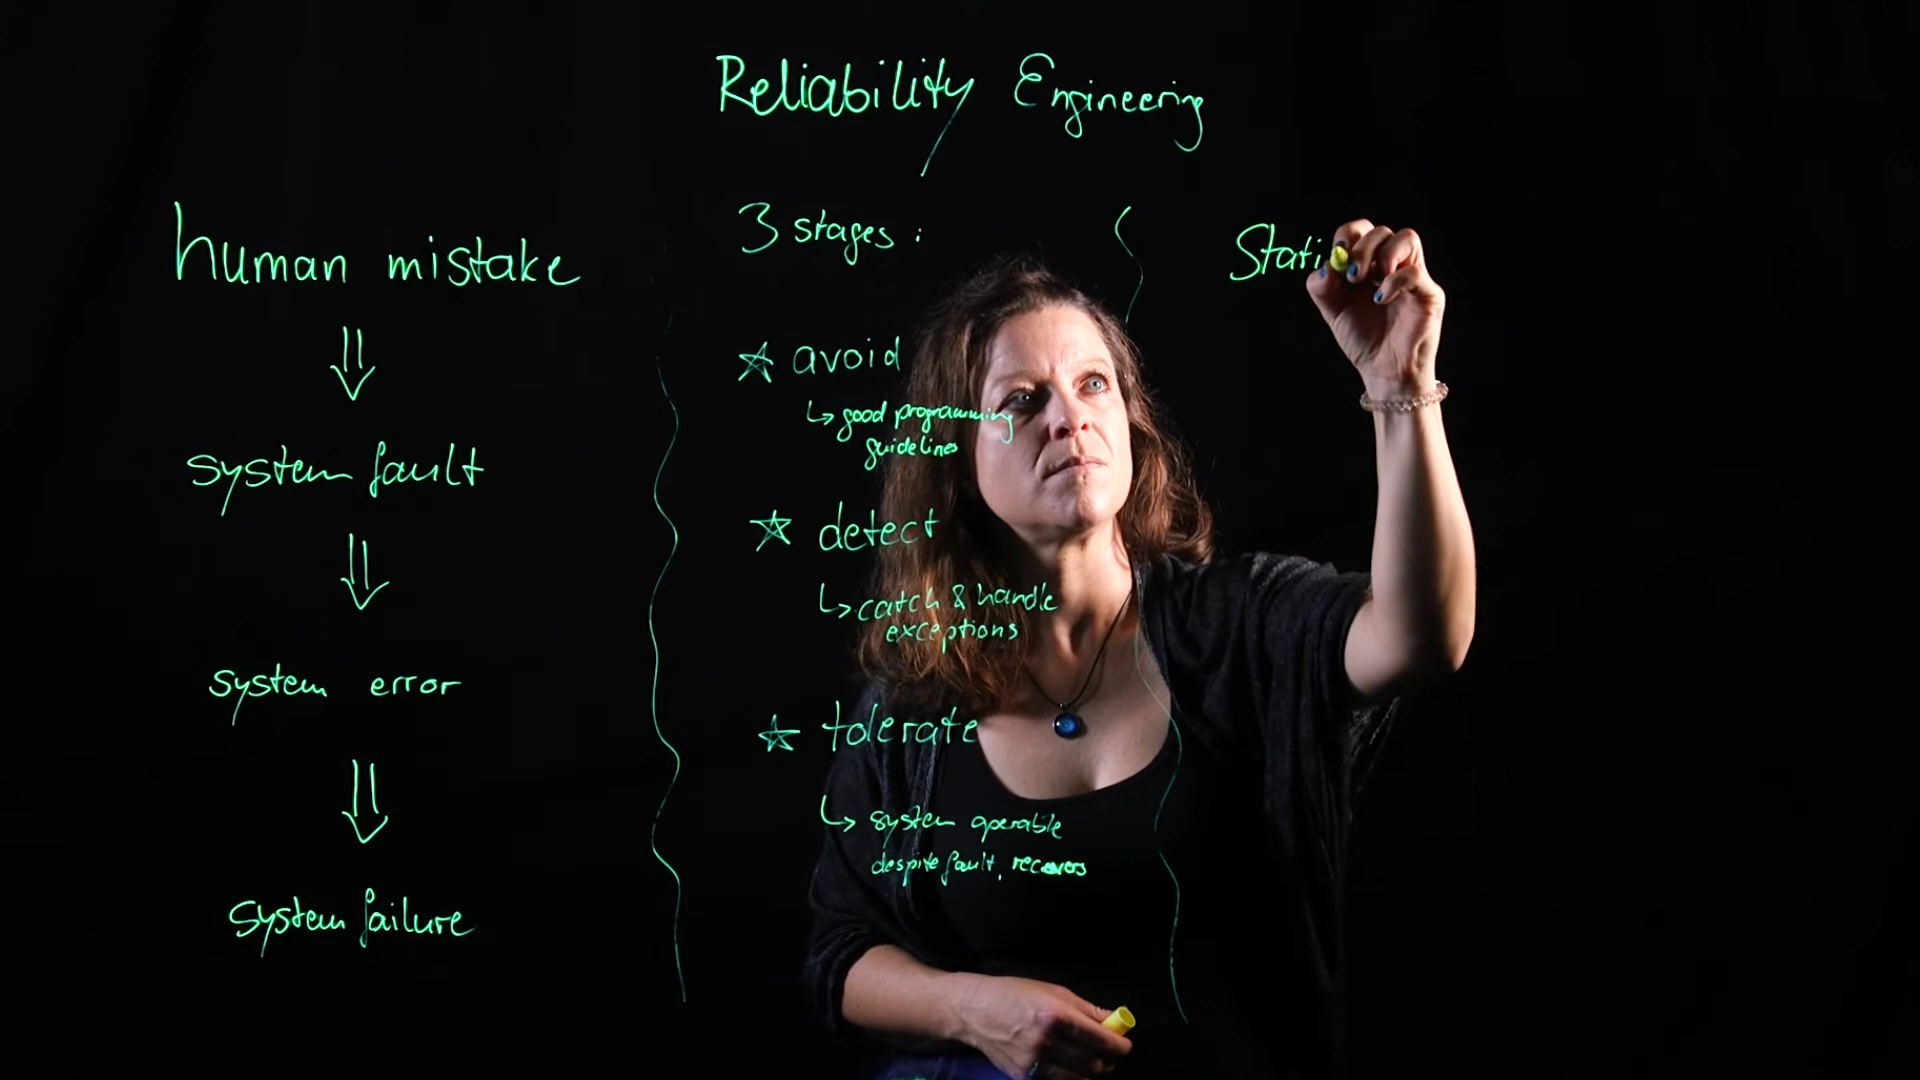 Reliability Engineering
human mistake
system fault
system error
system failure
3 stages:
avoid
good programming
guidelines
detect
catch & handle
exceptions
tolerate
system operable
despite fault, recovers
Stati